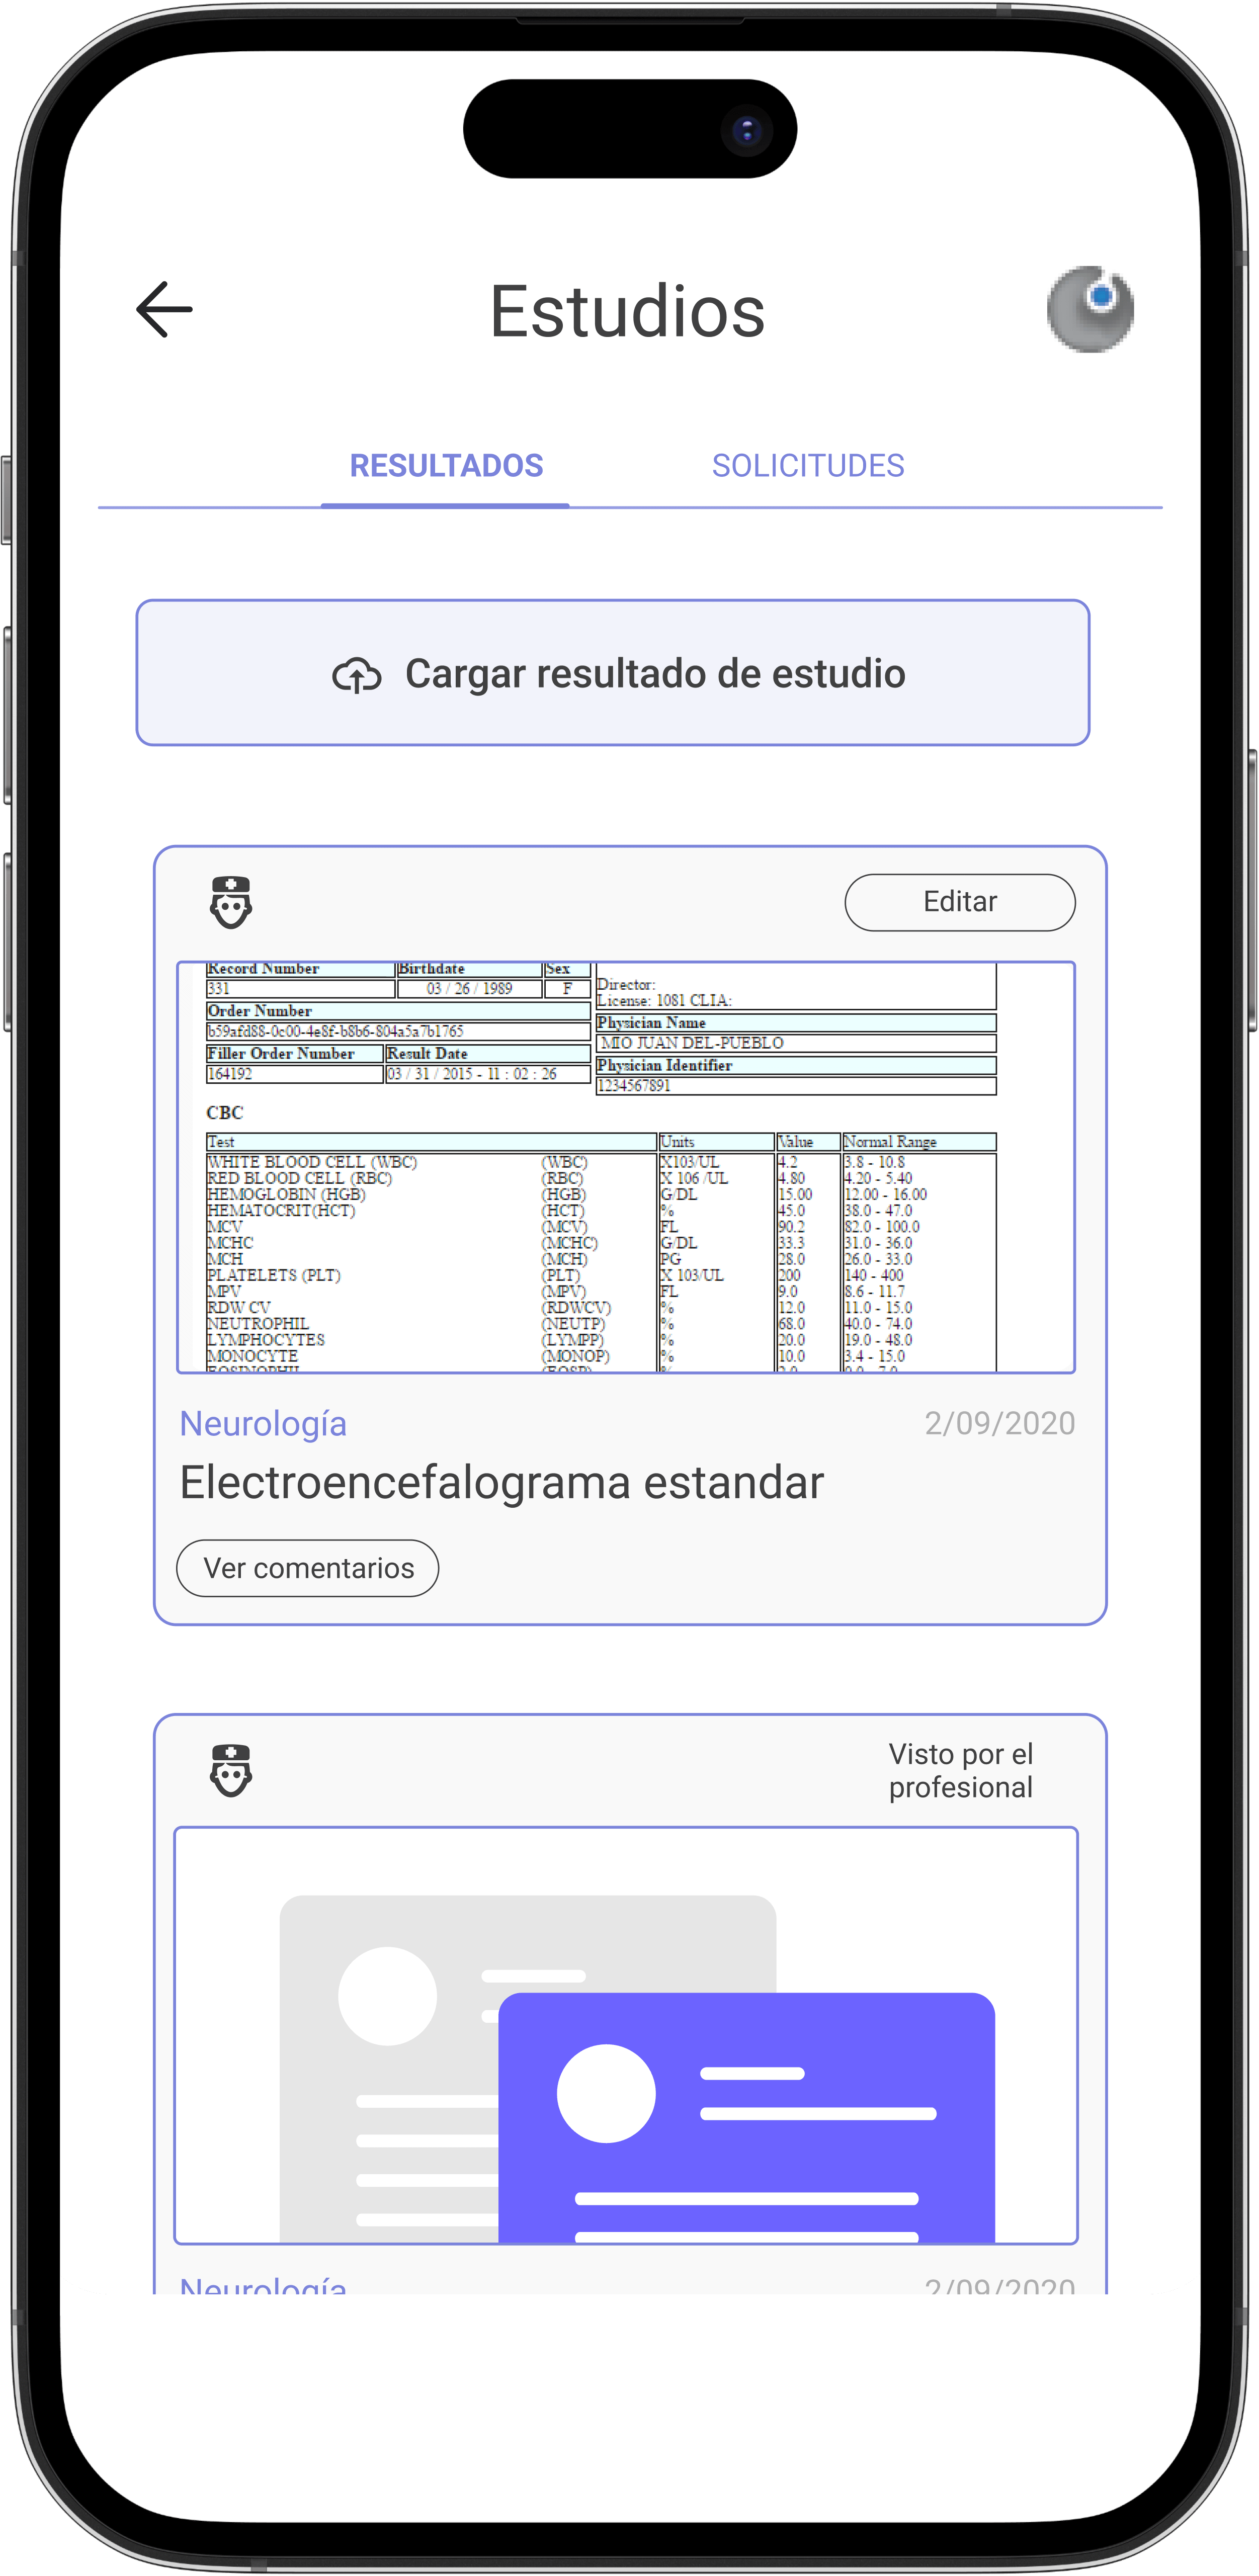 Estudios
RESULTADOS SOLICITUDES
Cargar resultado de estudio
Editar
Record Number Birthdate Sex
331 03 / 26 / 1989 F
Director:
License: 1081 CLIA:
Order Number
b59afd88-0c00-4e8f-b8b6-804a5a7b1765
Physician Name
MIO JUAN DEL-PUEBLO
Filler Order Number Result Date
164192 03 / 31 / 2015 - 11 : 02 : 26
Physician Identifier
1234567891
CBC
Test Units Value Normal Range
WHITE BLOOD CELL (WBC) (WBC) X103/UL 4.2 3.8 - 10.8
RED BLOOD CELL (RBC) (RBC) X 106 /UL 4.80 4.20 - 5.40
HEMOGLOBIN (HGB) (HGB) G/DL 15.00 12.00 - 16.00
HEMATOCRIT(HCT) (HCT) % 45.0 38.0 - 47.0
MCV (MCV) FL 90.2 82.0 - 100.0
MCHC (MCHC) G/DL 33.3 31.0 - 36.0
MCH (MCH) PG 28.0 26.0 - 33.0
PLATELETS (PLT) (PLT) X 103/UL 200 140 - 400
MPV (MPV) FL 9.0 8.6 - 11.7
RDW CV (RDWCV) % 12.0 11.0 - 15.0
NEUTROPHIL (NEUTP) % 68.0 40.0 - 74.0
LYMPHOCYTES (LYMPP) % 20.0 19.0 - 48.0
MONOCYTE (MONOP) % 10.0 3.4 - 15.0
Neurología 2/09/2020
Electroencefalograma estandar
Ver comentarios
Visto por el
profesional
Neurología 2/09/2020